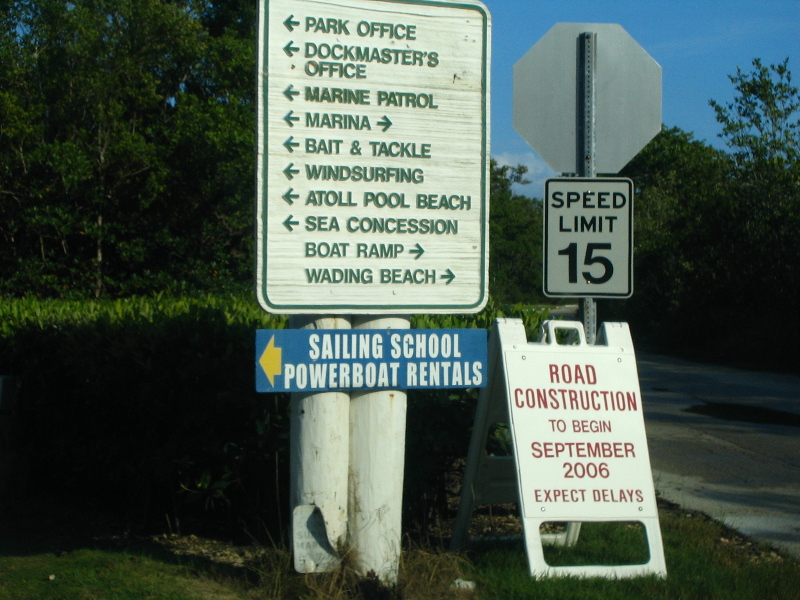 ← PARK OFFICE
← DOCKMASTER'S
OFFICE
← MARINE PATROL
← MARINA →
← BAIT & TACKLE
← WINDSURFING
← ATOLL POOL BEACH
← SEA CONCESSION
BOAT RAMP →
WADING BEACH →
SAILING SCHOOL
POWERBOAT RENTALS
SPEED
LIMIT
15
ROAD
CONSTRUCTION
TO BEGIN
SEPTEMBER
2006
EXPECT DELAYS